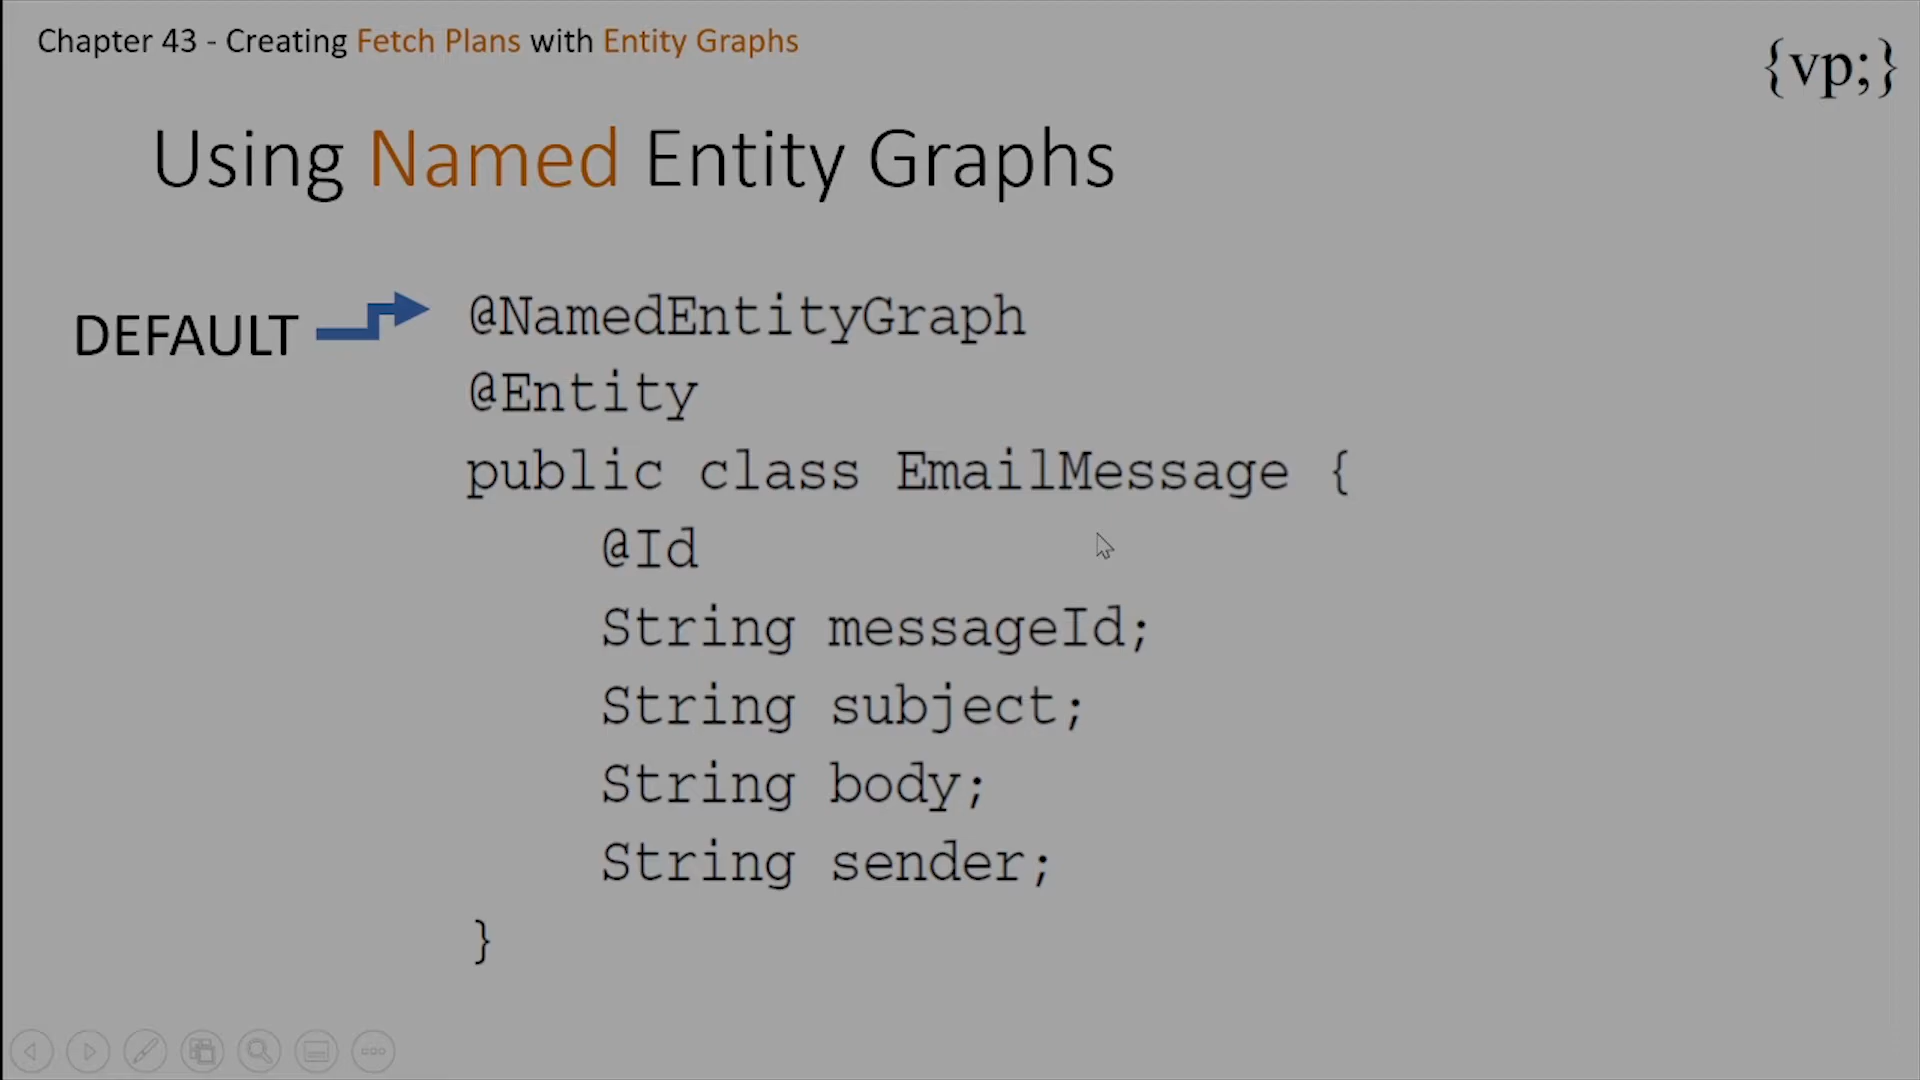 Chapter 43 - Creating Fetch Plans with Entity Graphs
{vp;}
Using Named Entity Graphs
DEFAULT
@NamedEntityGraph
@Entity
public class EmailMessage {
@Id
String messageId;
String subject;
String body;
String sender;
}